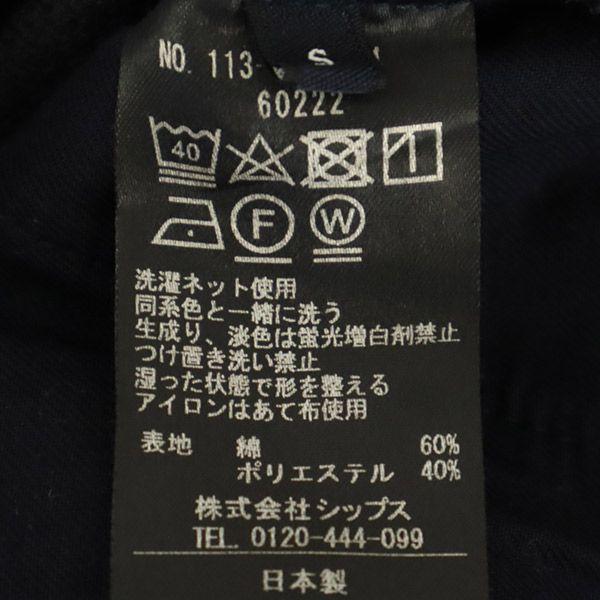 NO. 113- S
60222
40
F W
洗濯ネット使用
同系色と一緒に洗う
生成り、淡色は蛍光増白剤禁止
つけ置き洗い禁止
湿った状態で形を整える
アイロンはあて布使用
表地 綿 60%
ポリエステル 40%
株式会社シップス
TEL. 0120-444-099
日本製